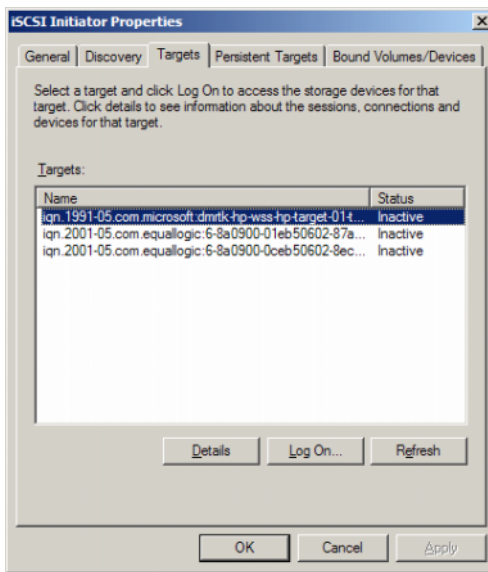 iSCSI Initiator Properties
General Discovery Targets Persistent Targets Bound Volumes/Devices
Select a target and click Log On to access the storage devices for that
target. Click details to see information about the sessions, connections and
devices for that target.
Targets:
Name Status
iqn.1991-05.com.microsoft:dmrtk-hp-wss-hp-target-01-t... Inactive
iqn.2001-05.com.equallogic:6-8a0900-01eb50602-87a... Inactive
iqn.2001-05.com.equallogic:6-8a0900-0ceb50602-8ec... Inactive
Details Log On... Refresh
OK Cancel Apply